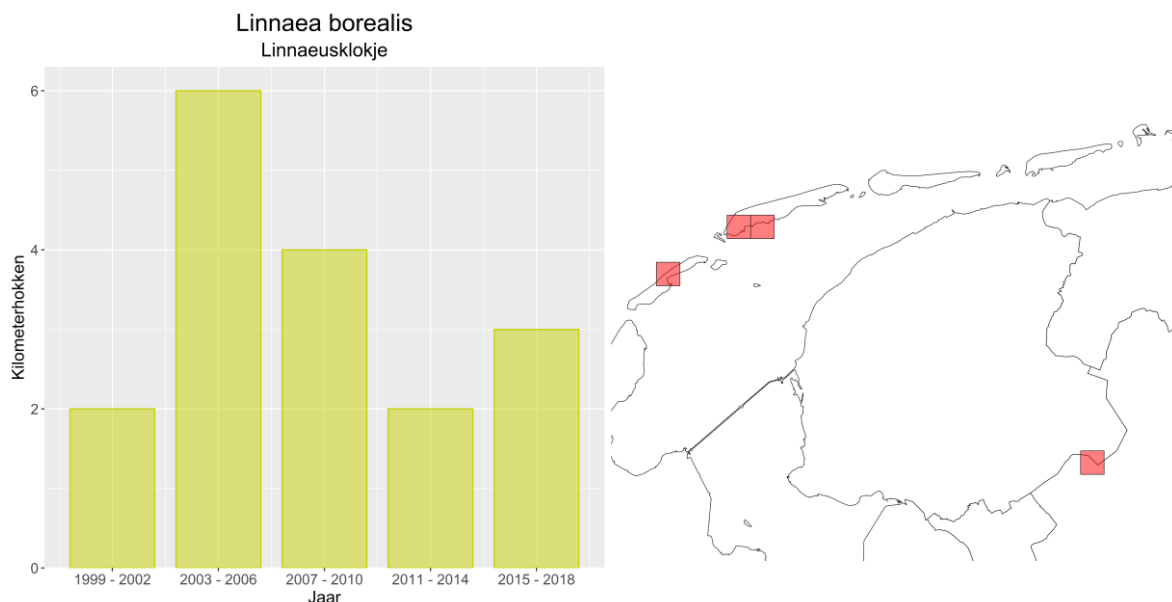 Linnaea borealis
Linnaeusklokje
Kilometerhokken
6
4
2
0
1999 - 2002 2003 - 2006 2007 - 2010 2011 - 2014 2015 - 2018
Jaar